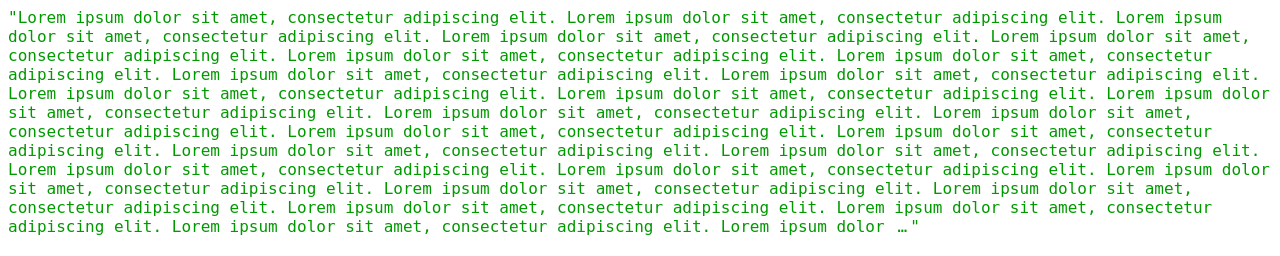 "Lorem ipsum dolor sit amet, consectetur adipiscing elit. Lorem ipsum dolor sit amet, consectetur adipiscing elit. Lorem ipsum
dolor sit amet, consectetur adipiscing elit. Lorem ipsum dolor sit amet, consectetur adipiscing elit. Lorem ipsum dolor sit amet,
consectetur adipiscing elit. Lorem ipsum dolor sit amet, consectetur adipiscing elit. Lorem ipsum dolor sit amet, consectetur
adipiscing elit. Lorem ipsum dolor sit amet, consectetur adipiscing elit. Lorem ipsum dolor sit amet, consectetur adipiscing elit.
Lorem ipsum dolor sit amet, consectetur adipiscing elit. Lorem ipsum dolor sit amet, consectetur adipiscing elit. Lorem ipsum dolor
sit amet, consectetur adipiscing elit. Lorem ipsum dolor sit amet, consectetur adipiscing elit. Lorem ipsum dolor sit amet,
consectetur adipiscing elit. Lorem ipsum dolor sit amet, consectetur adipiscing elit. Lorem ipsum dolor sit amet, consectetur
adipiscing elit. Lorem ipsum dolor sit amet, consectetur adipiscing elit. Lorem ipsum dolor sit amet, consectetur adipiscing elit.
Lorem ipsum dolor sit amet, consectetur adipiscing elit. Lorem ipsum dolor sit amet, consectetur adipiscing elit. Lorem ipsum dolor
sit amet, consectetur adipiscing elit. Lorem ipsum dolor sit amet, consectetur adipiscing elit. Lorem ipsum dolor sit amet,
consectetur adipiscing elit. Lorem ipsum dolor sit amet, consectetur adipiscing elit. Lorem ipsum dolor sit amet, consectetur
adipiscing elit. Lorem ipsum dolor sit amet, consectetur adipiscing elit. Lorem ipsum dolor …"